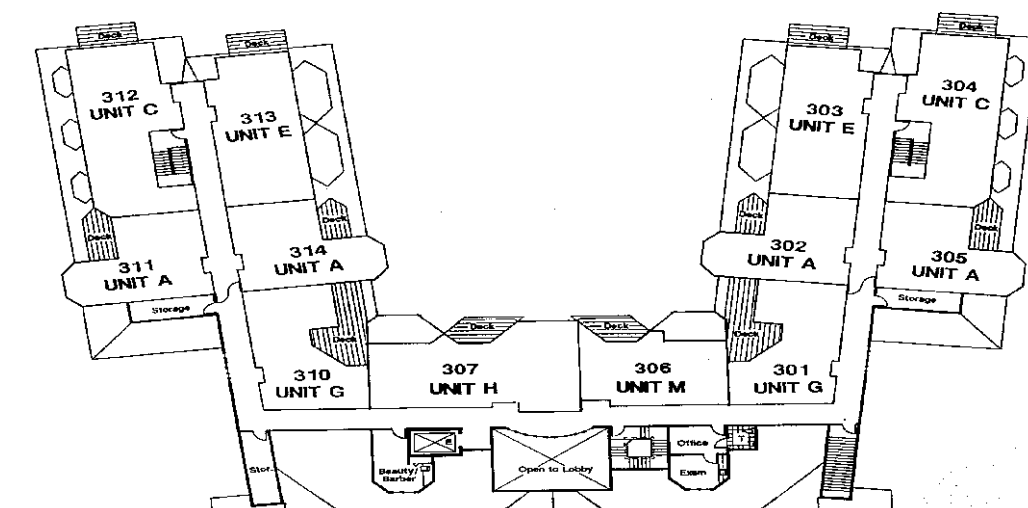 Deck
Deck
Deck
Deck
312
UNIT C
313
UNIT E
303
UNIT E
304
UNIT C
Deck
Deck
Deck
Deck
311
UNIT A
314
UNIT A
302
UNIT A
305
UNIT A
Storage
Storage
Deck
Deck
Deck
Deck
310
UNIT G
307
UNIT H
306
UNIT M
301
UNIT G
Stor.
Beauty/
Barber
E
Open to Lobby
Office
T
Exam